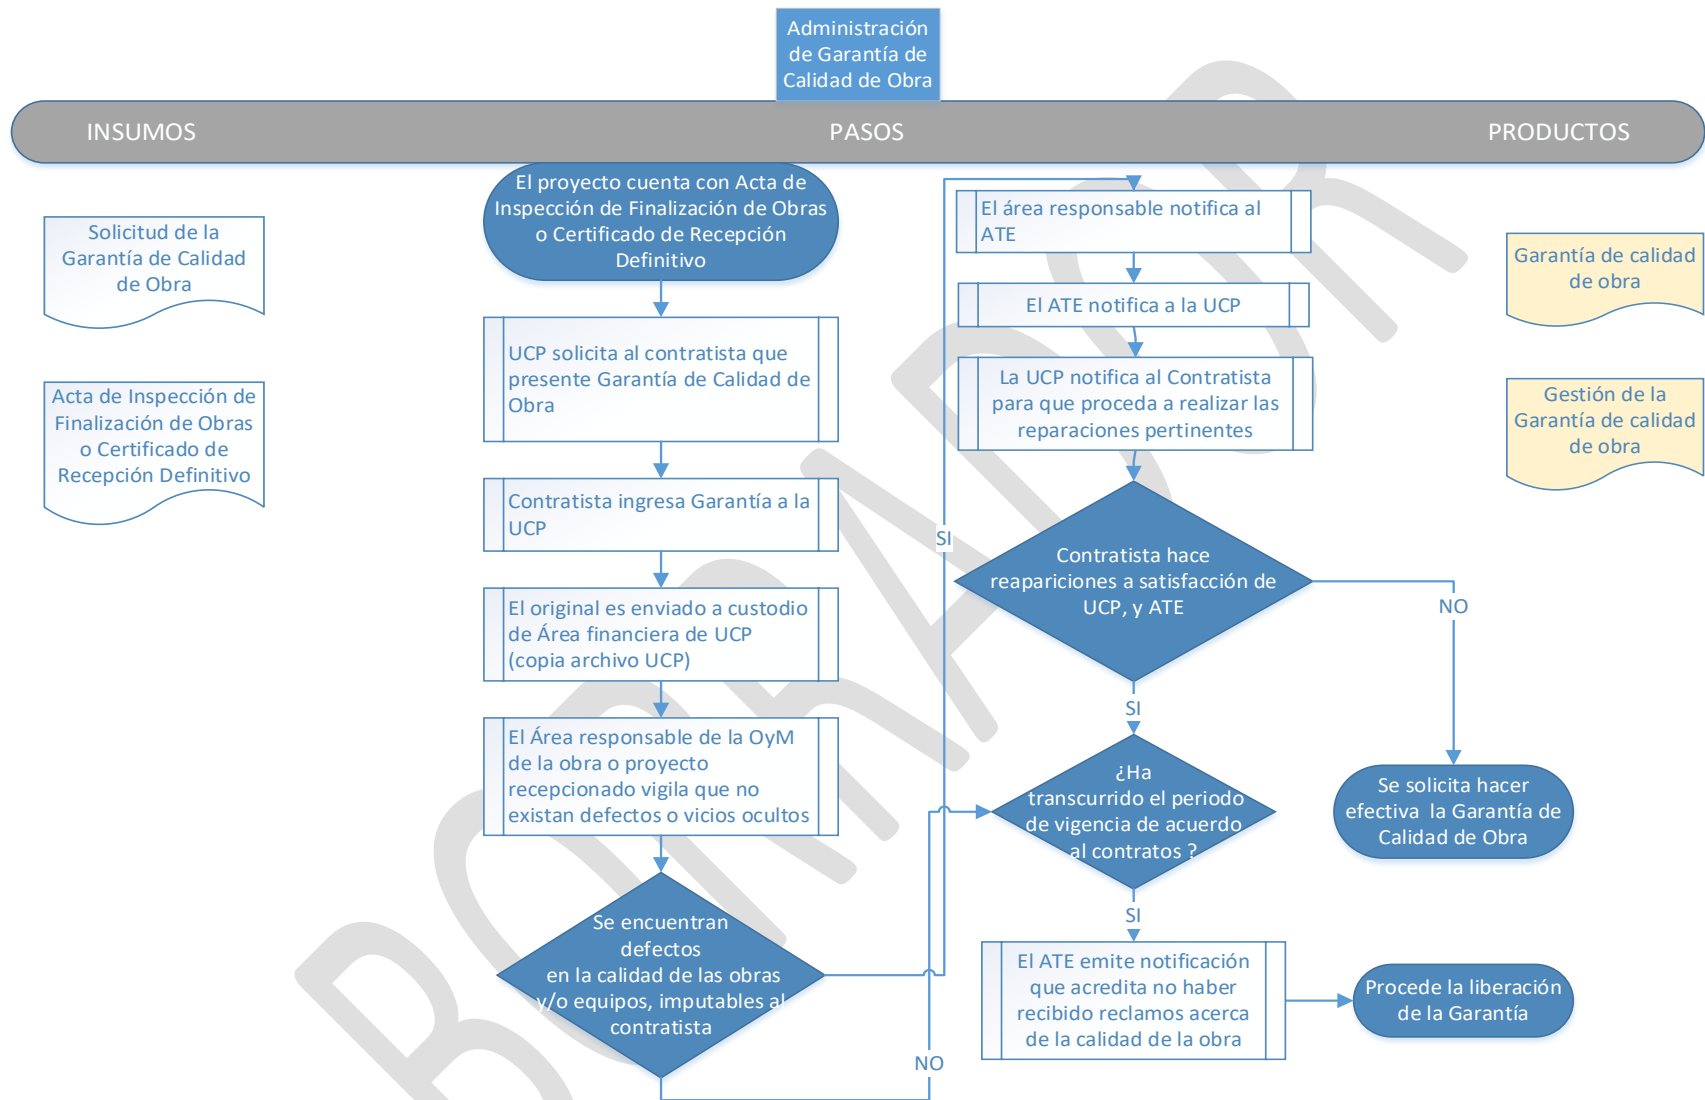 Administración
de Garantía de
Calidad de Obra
INSUMOS
PASOS
PRODUCTOS
Solicitud de la
Garantía de Calidad
de Obra
Acta de Inspección de
Finalización de Obras
o Certificado de
Recepción Definitivo
El proyecto cuenta con Acta de
Inspección de Finalización de Obras
o Certificado de Recepción
Definitivo
UCP solicita al contratista que
presente Garantía de Calidad de
Obra
Contratista ingresa Garantía a la
UCP
El original es enviado a custodio
de Área financiera de UCP
(copia archivo UCP)
El Área responsable de la OyM
de la obra o proyecto
recepcionado vigila que no
existan defectos o vicios ocultos
Se encuentran
defectos
en la calidad de las obras
y/o equipos, imputables al
contratista
SI
NO
El área responsable notifica al
ATE
El ATE notifica a la UCP
La UCP notifica al Contratista
para que proceda a realizar las
reparaciones pertinentes
Contratista hace
reapariciones a satisfacción de
UCP, y ATE
NO
SI
¿Ha
transcurrido el periodo
de vigencia de acuerdo
al contratos ?
SI
El ATE emite notificación
que acredita no haber
recibido reclamos acerca
de la calidad de la obra
Se solicita hacer
efectiva la Garantía de
Calidad de Obra
Procede la liberación
de la Garantía
Garantía de calidad
de obra
Gestión de la
Garantía de calidad
de obra
BORRADOR